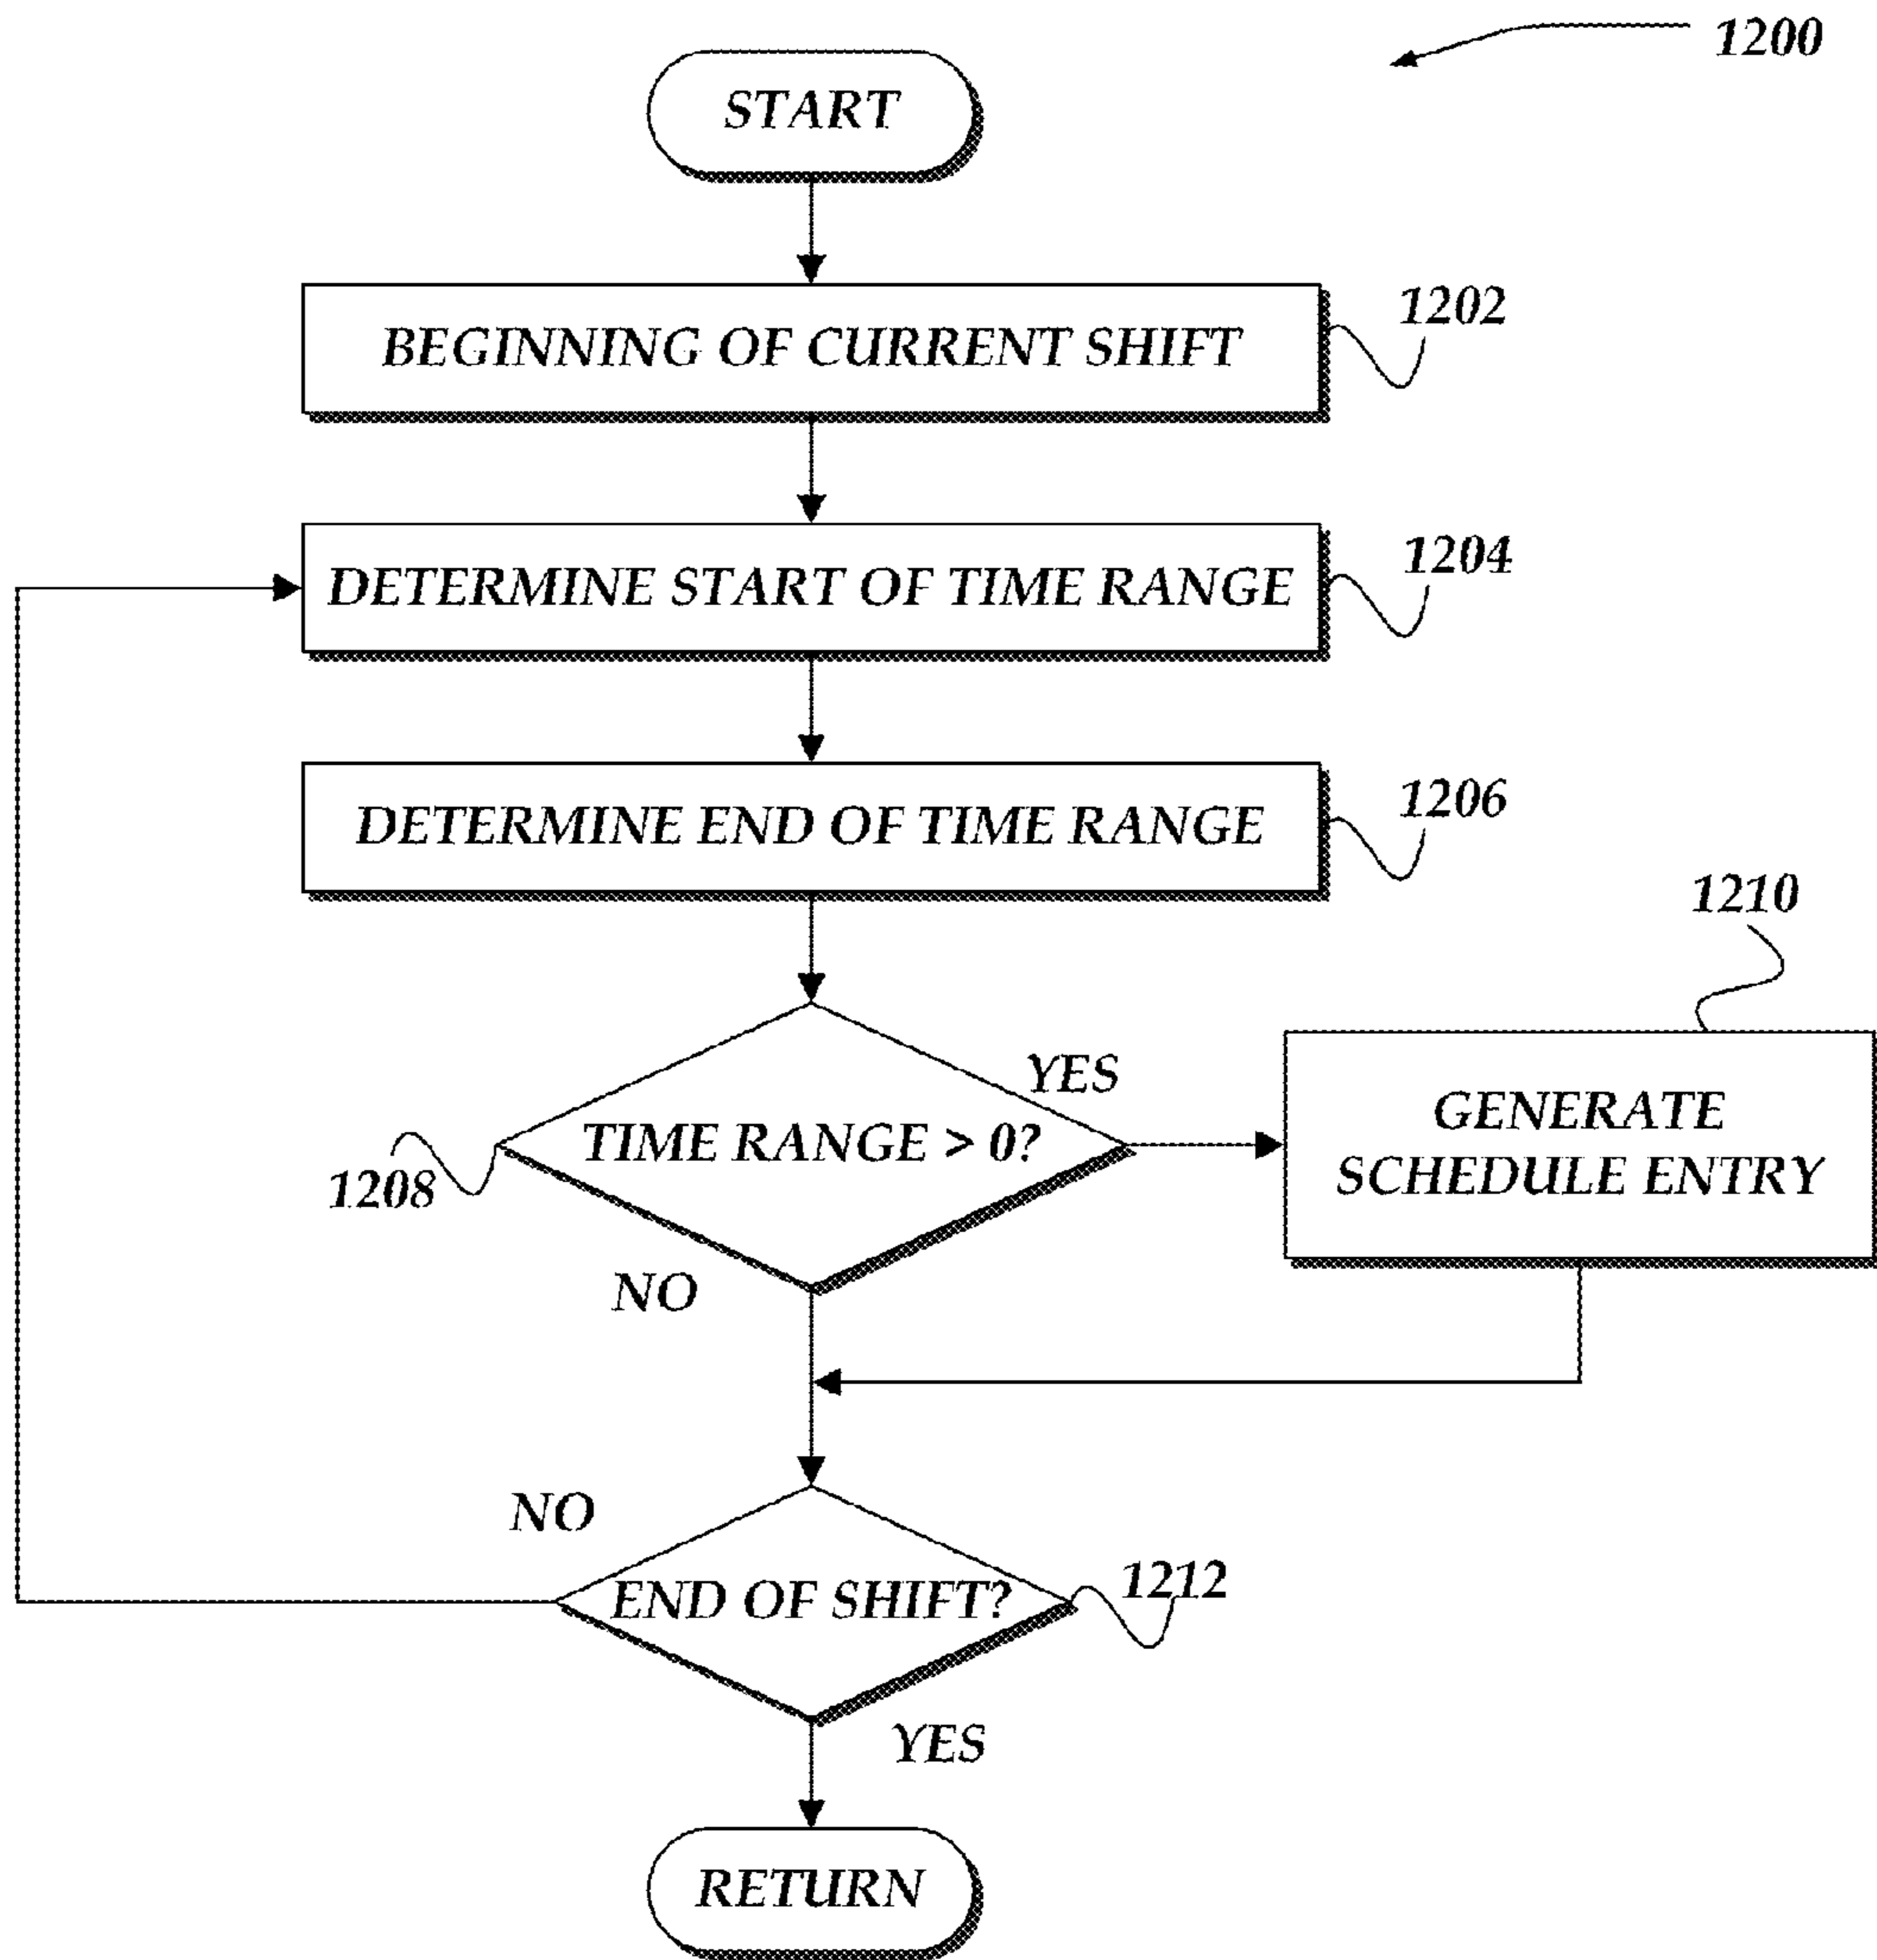 1200
START
BEGINNING OF CURRENT SHIFT
1202
DETERMINE START OF TIME RANGE
1204
DETERMINE END OF TIME RANGE
1206
1210
YES
TIME RANGE > 0?
1208
GENERATE
SCHEDULE ENTRY
NO
NO
END OF SHIFT?
1212
YES
RETURN